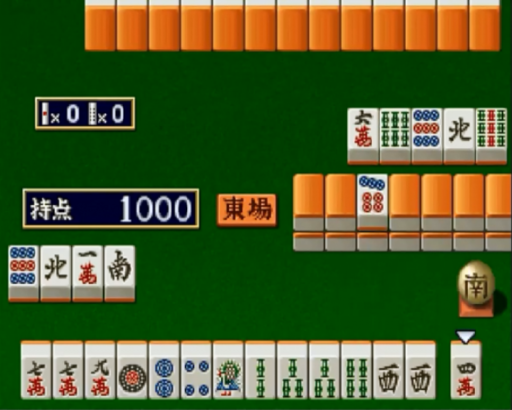 x 0 x 0
六萬 北
持点 1000 東場
北 一萬 南
南
七萬 七萬 九萬 西 西 四萬